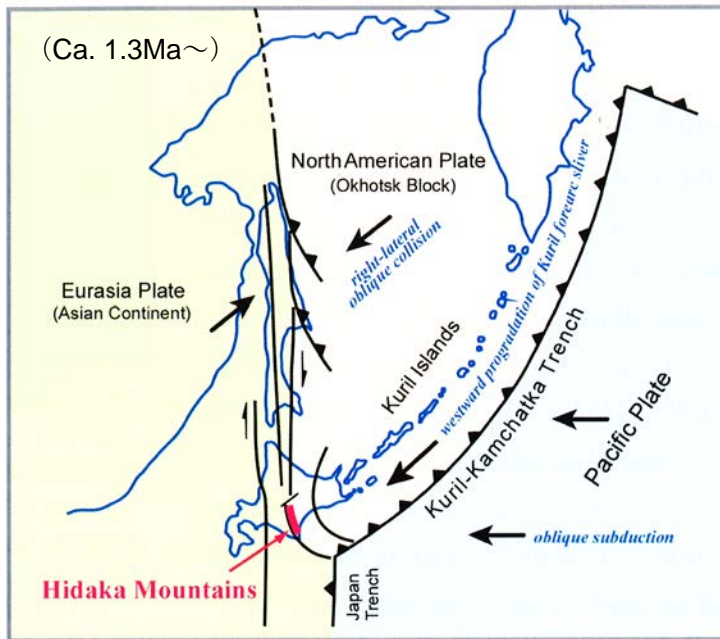 （Ca. 1.3Ma～）
North American Plate
(Okhotsk Block)
right-lateral
oblique collision
Eurasia Plate
(Asian Continent)
westward progradation of Kuril forearc sliver
Kuril Islands
Kuril-Kamchatka Trench
Pacific Plate
oblique subduction
Hidaka Mountains
Japan
Trench